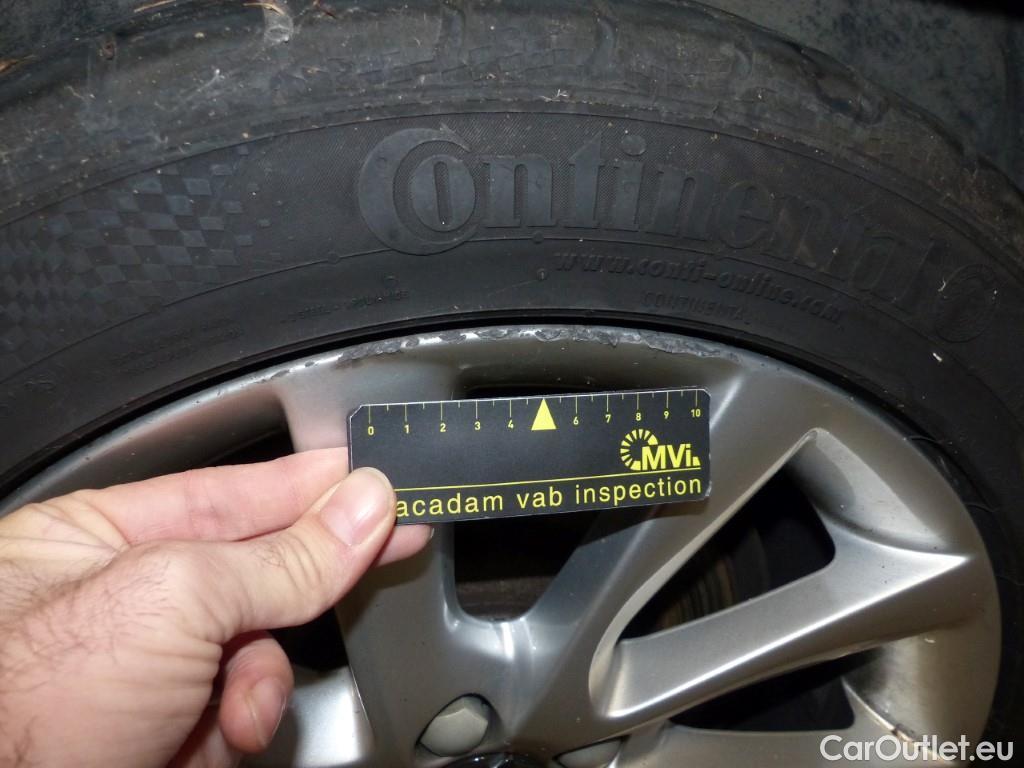 Continental
www.conti-online.com
CONTINENTAL
0 1 2 3 4 6 7 8 9 10
MVi
acadam vab inspection
CarOutlet.eu